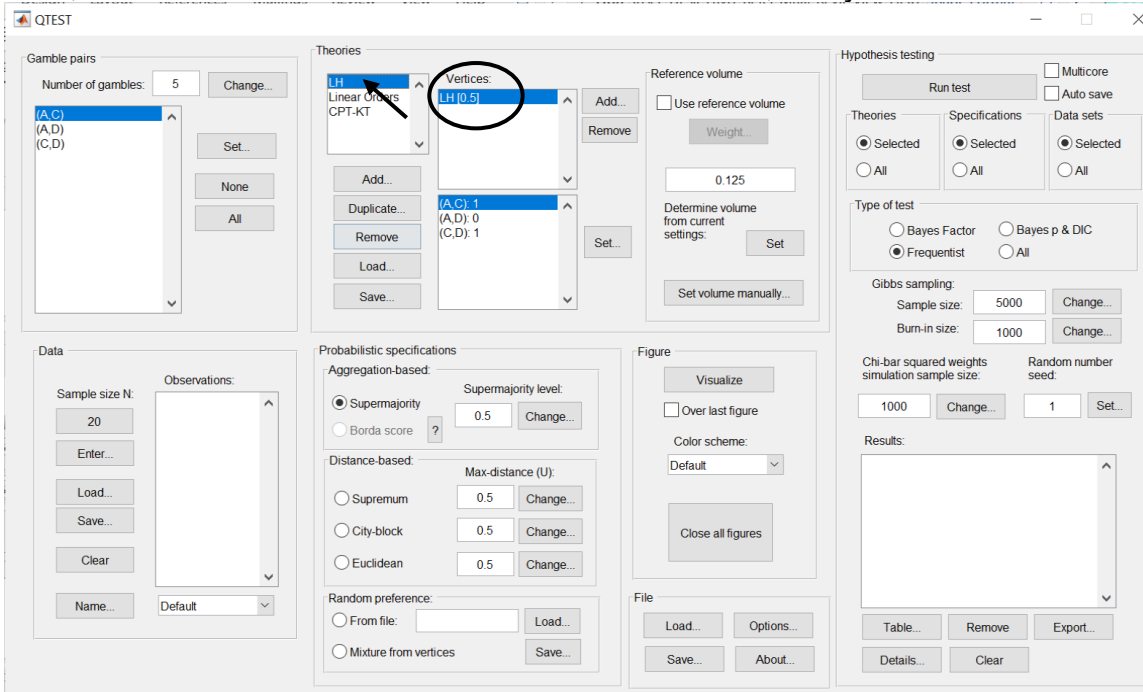 QTEST
Gamble pairs
Number of gambles: 5 Change...
(A,C)
(A,D)
(C,D)
Set...
None
All
Theories
LH
Linear Orders
CPT-KT
Vertices:
LH [0.5]
Add...
Remove
Add...
Duplicate...
Remove
Load...
Save...
(A,C): 1
(A,D): 0
(C,D): 1
Set...
Reference volume
Use reference volume
Weight...
0.125
Determine volume
from current
settings:
Set
Set volume manually...
Hypothesis testing
Run test
Multicore
Auto save
Theories
Selected
All
Specifications
Selected
All
Data sets
Selected
All
Type of test
Bayes Factor Bayes p & DIC
Frequentist All
Gibbs sampling:
Sample size: 5000 Change...
Burn-in size: 1000 Change...
Chi-bar squared weights
simulation sample size:
1000 Change...
Random number
seed:
1 Set...
Results:
Table... Remove Export...
Details... Clear
Data
Sample size N:
20
Enter...
Load...
Save...
Clear
Name... Default
Observations:
Probabilistic specifications
Aggregation-based:
Supermajority level:
Supermajority 0.5 Change...
Borda score ?
Distance-based:
Max-distance (U):
Supremum 0.5 Change...
City-block 0.5 Change...
Euclidean 0.5 Change...
Random preference:
From file: Load...
Mixture from vertices Save...
Figure
Visualize
Over last figure
Color scheme:
Default
Close all figures
File
Load... Options...
Save... About...